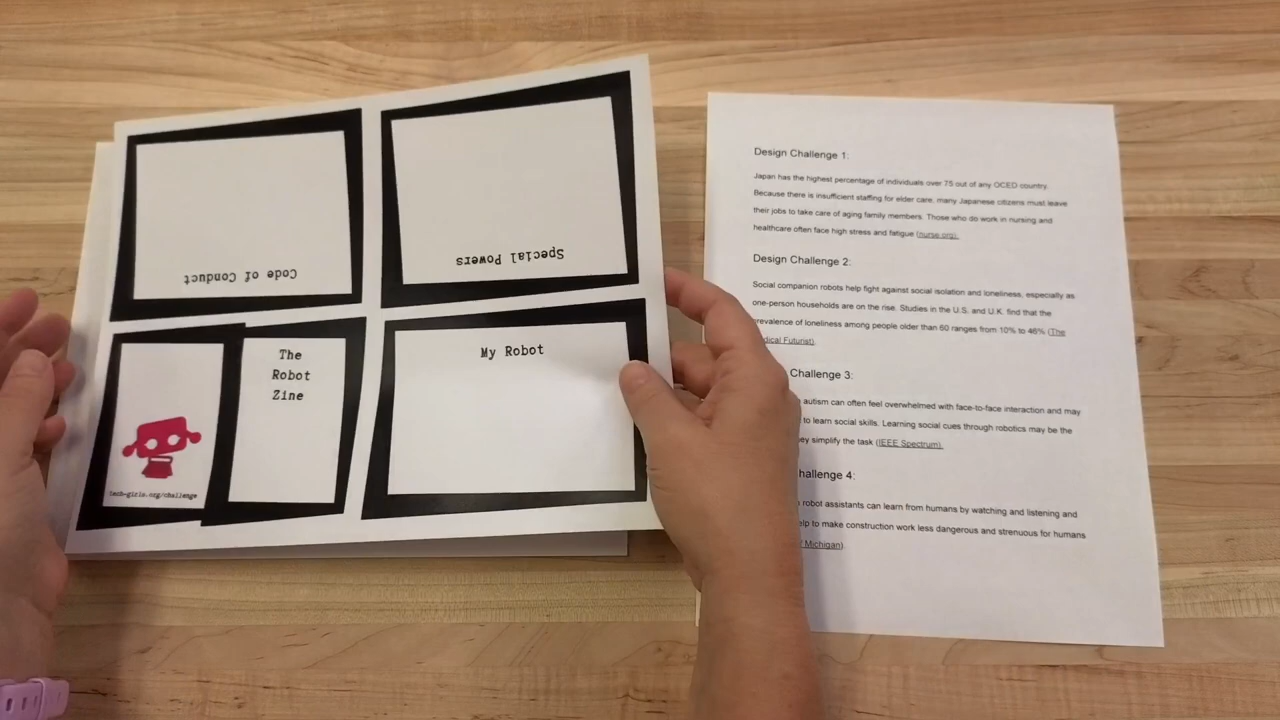 Code of Conduct
Special Powers
The
Robot
Zine
My Robot
tech-girls.org/challenge
Design Challenge 1:
Japan has the highest percentage of individuals over 75 out of any OCED country.
Because there is insufficient staffing for elder care, many Japanese citizens must leave
their jobs to take care of aging family members. Those who do work in nursing and
healthcare often face high stress and fatigue (nurse.org).
Design Challenge 2:
Social companion robots help fight against social isolation and loneliness, especially as
one-person households are on the rise. Studies in the U.S. and U.K. find that the
prevalence of loneliness among people older than 60 ranges from 10% to 46% (The
dical Futurist).
Challenge 3:
autism can often feel overwhelmed with face-to-face interaction and may
to learn social skills. Learning social cues through robotics may be the
ey simplify the task (IEEE Spectrum).
hallenge 4:
robot assistants can learn from humans by watching and listening and
elp to make construction work less dangerous and strenuous for humans
Michigan)